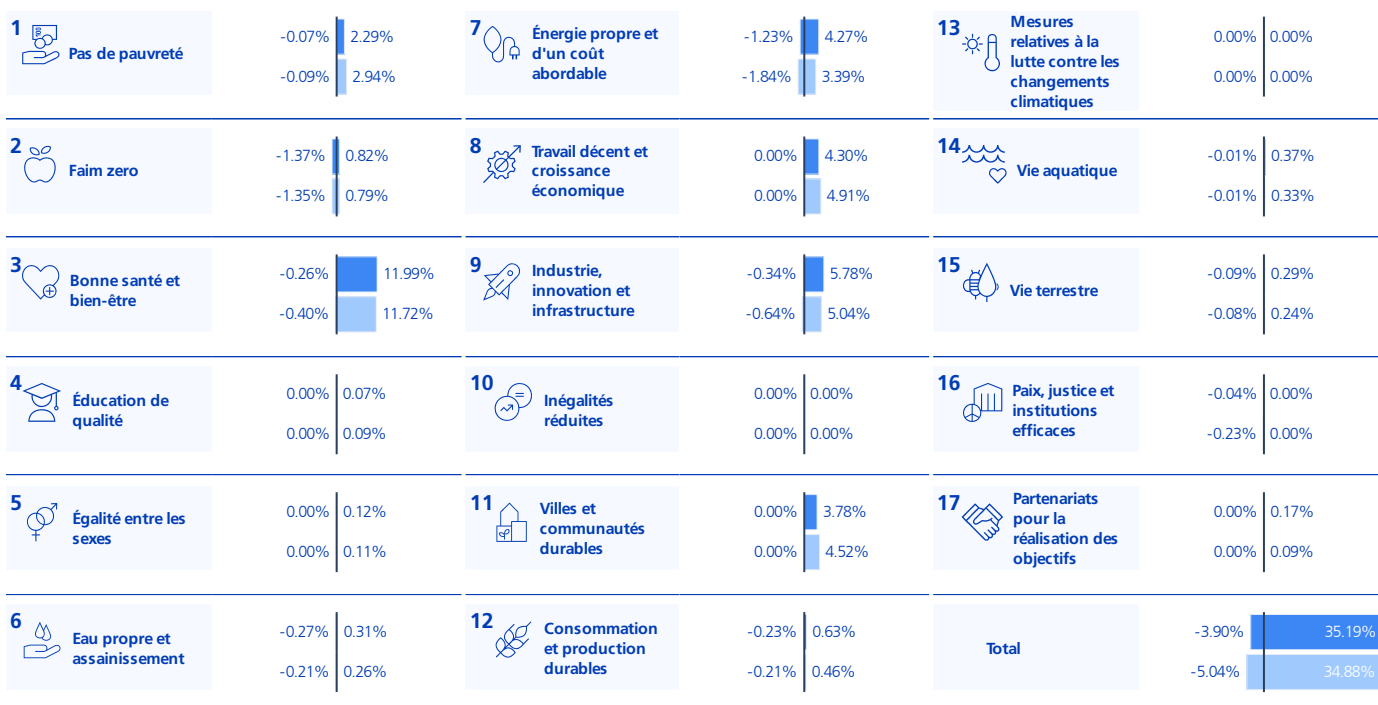 1
Pas de pauvreté
-0.07% 2.29%
-0.09% 2.94%
2
Faim zero
-1.37% 0.82%
-1.35% 0.79%
3
Bonne santé et
bien-être
-0.26% 11.99%
-0.40% 11.72%
4
Éducation de
qualité
0.00% 0.07%
0.00% 0.09%
5
Égalité entre les
sexes
0.00% 0.12%
0.00% 0.11%
6
Eau propre et
assainissement
-0.27% 0.31%
-0.21% 0.26%
7
Énergie propre et
d'un coût
abordable
-1.23% 4.27%
-1.84% 3.39%
8
Travail décent et
croissance
économique
0.00% 4.30%
0.00% 4.91%
9
Industrie,
innovation et
infrastructure
-0.34% 5.78%
-0.64% 5.04%
10
Inégalités
réduites
0.00% 0.00%
0.00% 0.00%
11
Villes et
communautés
durables
0.00% 3.78%
0.00% 4.52%
12
Consommation
et production
durables
-0.23% 0.63%
-0.21% 0.46%
13
Mesures
relatives à la
lutte contre les
changements
climatiques
0.00% 0.00%
0.00% 0.00%
14
Vie aquatique
-0.01% 0.37%
-0.01% 0.33%
15
Vie terrestre
-0.09% 0.29%
-0.08% 0.24%
16
Paix, justice et
institutions
efficaces
-0.04% 0.00%
-0.23% 0.00%
17
Partenariats
pour la
réalisation des
objectifs
0.00% 0.17%
0.00% 0.09%
Total
-3.90% 35.19%
-5.04% 34.88%